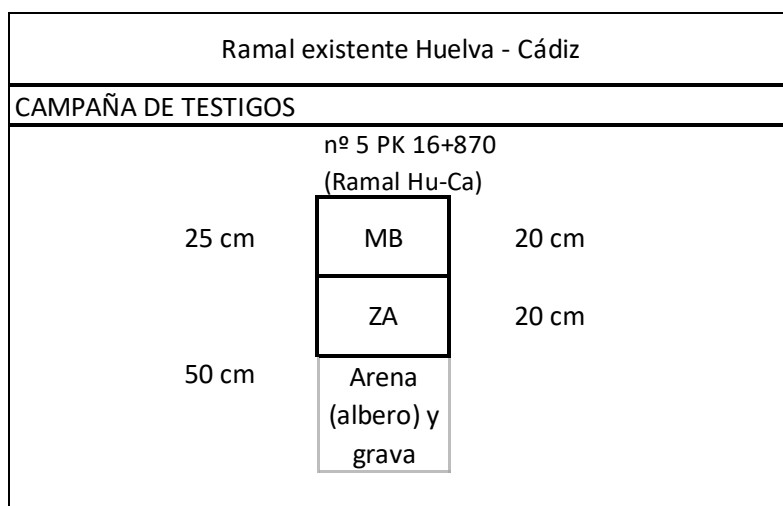 Ramal existente Huelva - Cádiz
CAMPAÑA DE TESTIGOS
nº 5 PK 16+870
(Ramal Hu-Ca)
25 cm MB 20 cm
ZA 20 cm
50 cm Arena
(albero) y
grava